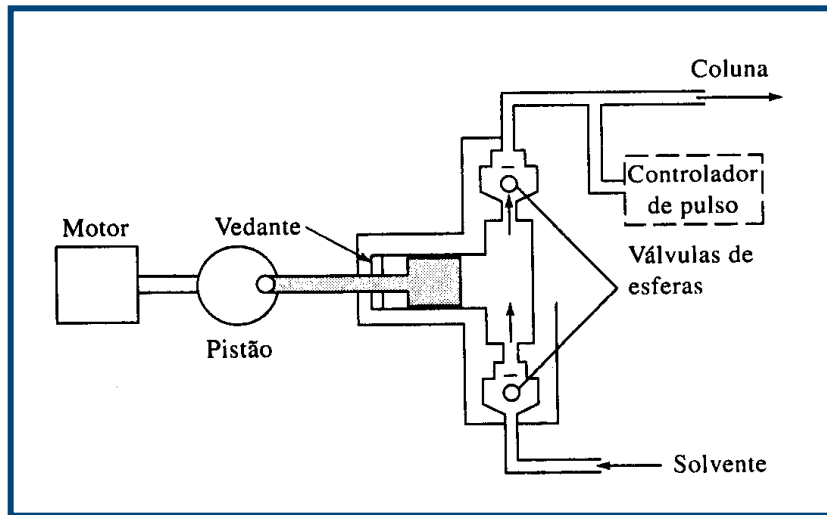 Coluna
Controlador
de pulso
Motor
Vedante
Válvulas de
esferas
Pistão
Solvente